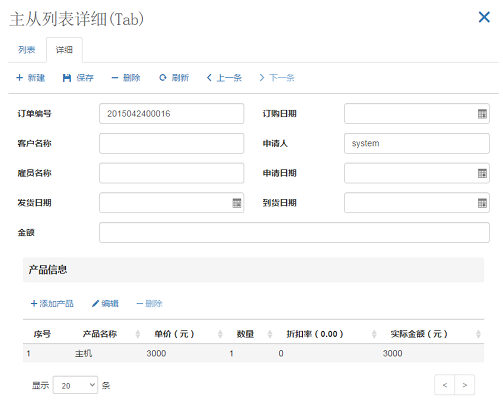 主从列表详细(Tab)
列表 详细
新建 保存 删除 刷新 上一条 下一条
订单编号 2015042400016 订购日期
客户名称 申请人 system
雇员名称 申请日期
发货日期 到货日期
金额
产品信息
添加产品 编辑 删除
序号 产品名称 单价（元） 数量 折扣率（0.00） 实际金额（元）
1 主机 3000 1 0 3000
显示 20 条 < >